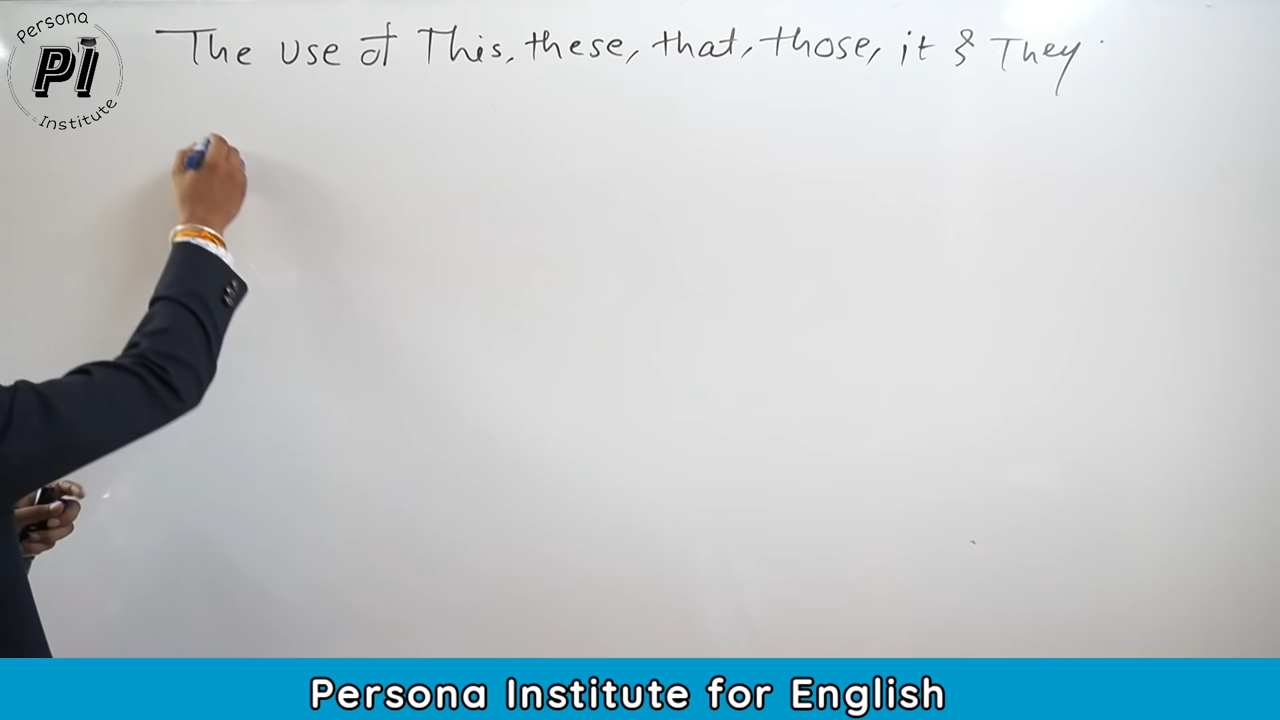 Persona
PI
Institute
The use of This, these, that, those, it & They.
Persona Institute for English